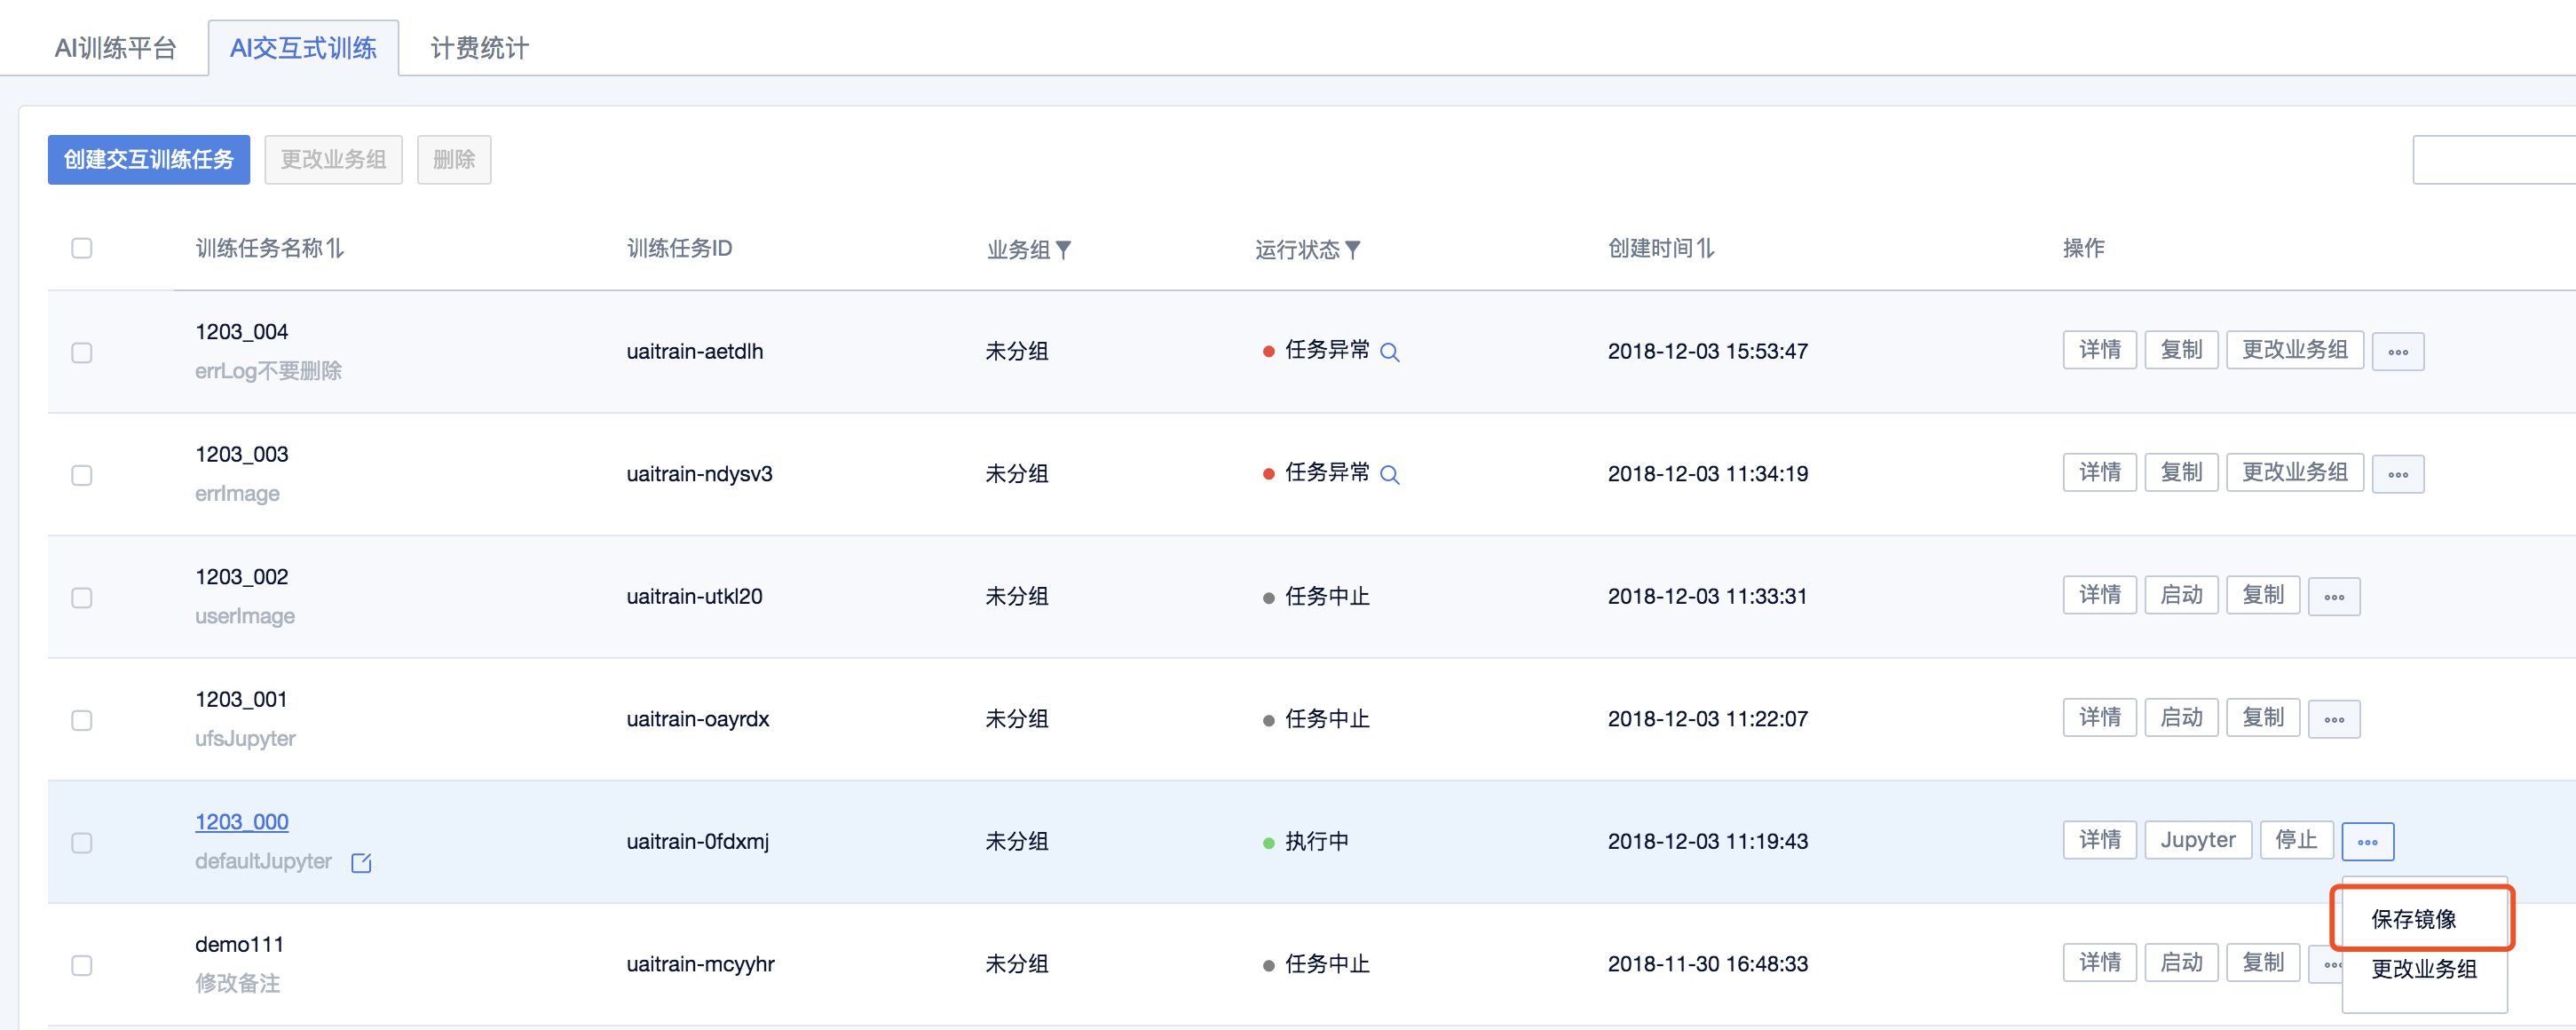 AI训练平台 AI交互式训练 计费统计
创建交互训练任务 更改业务组 删除
训练任务名称 训练任务ID 业务组 运行状态 创建时间 操作
1203_004
errLog不要删除
uaitrain-aetdlh 未分组 任务异常 2018-12-03 15:53:47 详情 复制 更改业务组
1203_003
errImage
uaitrain-ndysv3 未分组 任务异常 2018-12-03 11:34:19 详情 复制 更改业务组
1203_002
userImage
uaitrain-utkl20 未分组 任务中止 2018-12-03 11:33:31 详情 启动 复制
1203_001
ufsJupyter
uaitrain-oayrdx 未分组 任务中止 2018-12-03 11:22:07 详情 启动 复制
1203_000
defaultJupyter
uaitrain-0fdxmj 未分组 执行中 2018-12-03 11:19:43 详情 Jupyter 停止
保存镜像
更改业务组
demo111
修改备注
uaitrain-mcyyhr 未分组 任务中止 2018-11-30 16:48:33 详情 启动 复制